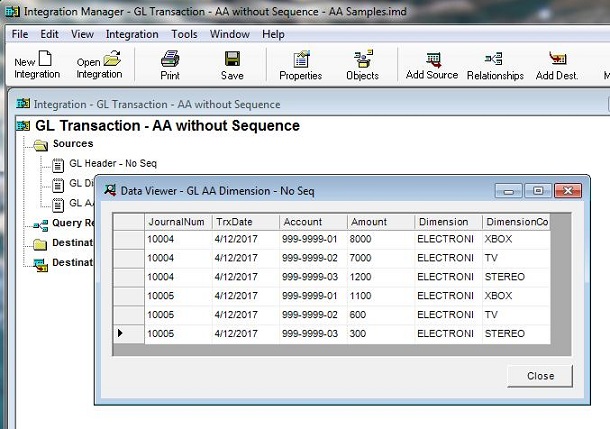 Integration Manager - GL Transaction - AA without Sequence - AA Samples.imd
File Edit View Integration Tools Window Help
New Integration Open Integration Print Save Properties Objects Add Source Relationships Add Dest. M
Integration - GL Transaction - AA without Sequence
GL Transaction - AA without Sequence
Sources
GL Header - No Seq
GL Di
GL AA
Query Re
Destinat
Destinat
Data Viewer - GL AA Dimension - No Seq
JournalNum TrxDate Account Amount Dimension DimensionCo
10004 4/12/2017 999-9999-01 8000 ELECTRONI XBOX
10004 4/12/2017 999-9999-02 7000 ELECTRONI TV
10004 4/12/2017 999-9999-03 1200 ELECTRONI STEREO
10005 4/12/2017 999-9999-01 1100 ELECTRONI XBOX
10005 4/12/2017 999-9999-02 600 ELECTRONI TV
10005 4/12/2017 999-9999-03 300 ELECTRONI STEREO
Close